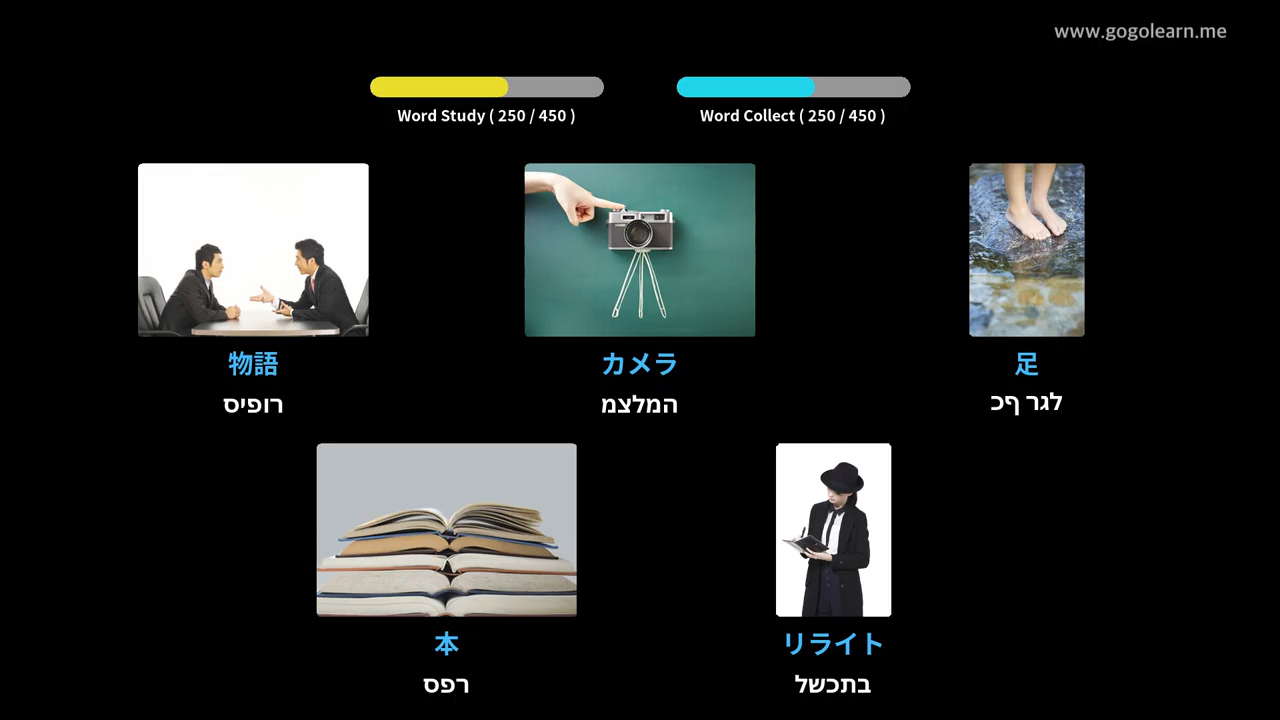 www.gogolearn.me
Word Study ( 250 / 450 )
Word Collect ( 250 / 450 )
物語
カメラ
足
רופיס
המלצמ
לגר ףכ
本
リライト
רפס
בתכשל